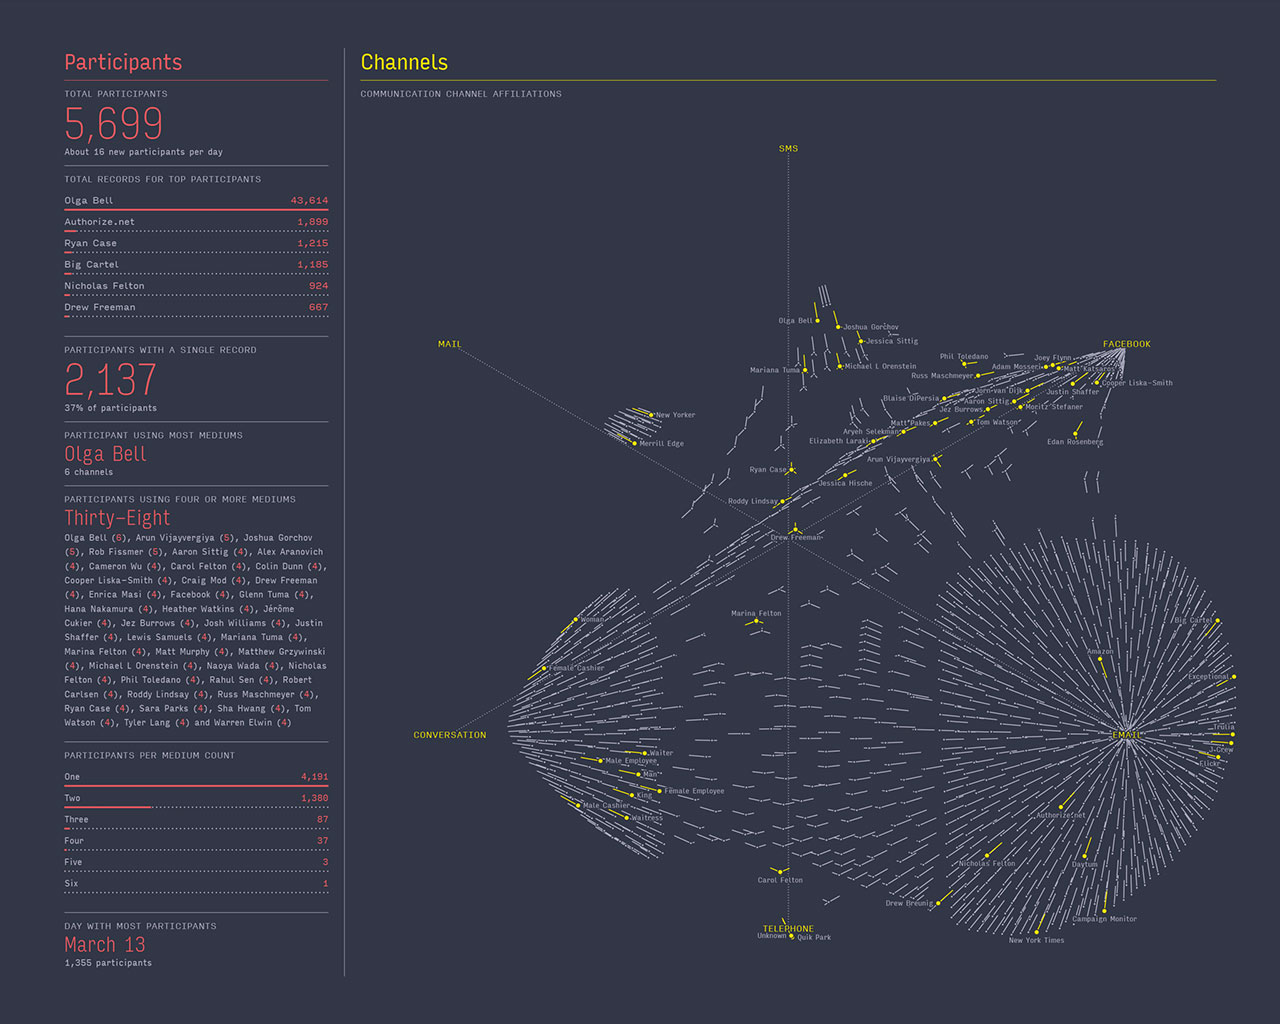 Participants
TOTAL PARTICIPANTS
5,699
About 16 new participants per day
TOTAL RECORDS FOR TOP PARTICIPANTS
Olga Bell 43,614
Authorize.net 1,899
Ryan Case 1,215
Big Cartel 1,185
Nicholas Felton 924
Drew Freeman 667
PARTICIPANTS WITH A SINGLE RECORD
2,137
37% of participants
PARTICIPANT USING MOST MEDIUMS
Olga Bell
6 channels
PARTICIPANTS USING FOUR OR MORE MEDIUMS
Thirty–Eight
Olga Bell (6), Arun Vijayvergiya (5), Joshua Gorchov
(5), Rob Fissmer (5), Aaron Sittig (4), Alex Aranovich
(4), Cameron Wu (4), Carol Felton (4), Colin Dunn (4),
Cooper Liska–Smith (4), Craig Mod (4), Drew Freeman
(4), Enrica Masi (4), Facebook (4), Glenn Tuma (4),
Hana Nakamura (4), Heather Watkins (4), Jérôme
Cukier (4), Jez Burrows (4), Josh Williams (4), Justin
Shaffer (4), Lewis Samuels (4), Mariana Tuma (4),
Marina Felton (4), Matt Murphy (4), Matthew Grzywinski
(4), Michael L Orenstein (4), Naoya Wada (4), Nicholas
Felton (4), Phil Toledano (4), Rahul Sen (4), Robert
Carlsen (4), Roddy Lindsay (4), Russ Maschmeyer (4),
Ryan Case (4), Sara Parks (4), Sha Hwang (4), Tom
Watson (4), Tyler Lang (4) and Warren Elwin (4)
PARTICIPANTS PER MEDIUM COUNT
One 4,191
Two 1,380
Three 87
Four 37
Five 3
Six 1
DAY WITH MOST PARTICIPANTS
March 13
1,355 participants
Channels
COMMUNICATION CHANNEL AFFILIATIONS
SMS
Olga Bell
Joshua Gorchov
Jessica Sittig
MAIL
FACEBOOK
Phil Toledano
Joey Flynn
Mariana Tuma
Michael L Orenstein
Adam Mosseri
Matt Katsaros
Russ Maschmeyer
Cooper Liska–Smith
Jorn van Dijk
Justin Shaffer
Blaise DiPersia
Aaron Sittig
Jez Burrows
Moritz Stefaner
New Yorker
Matt Pakes
Tom Watson
Aryeh Selekman
Elizabeth Laraki
Edan Rosenberg
Merrill Edge
Arun Vijayvergiya
Ryan Case
Jessica Hische
Roddy Lindsay
Drew Freeman
Marina Felton
Woman
Big Cartel
Amazon
Female Cashier
Exceptional
Trulia
CONVERSATION
EMAIL
J.Crew
Waiter
Male Employee
Flickr
Man
Female Employee
King
Male Cashier
Authorize.net
Waitress
Nicholas Felton
Daytum
Carol Felton
Drew Breunig
Campaign Monitor
TELEPHONE
Unknown
Quik Park
New York Times